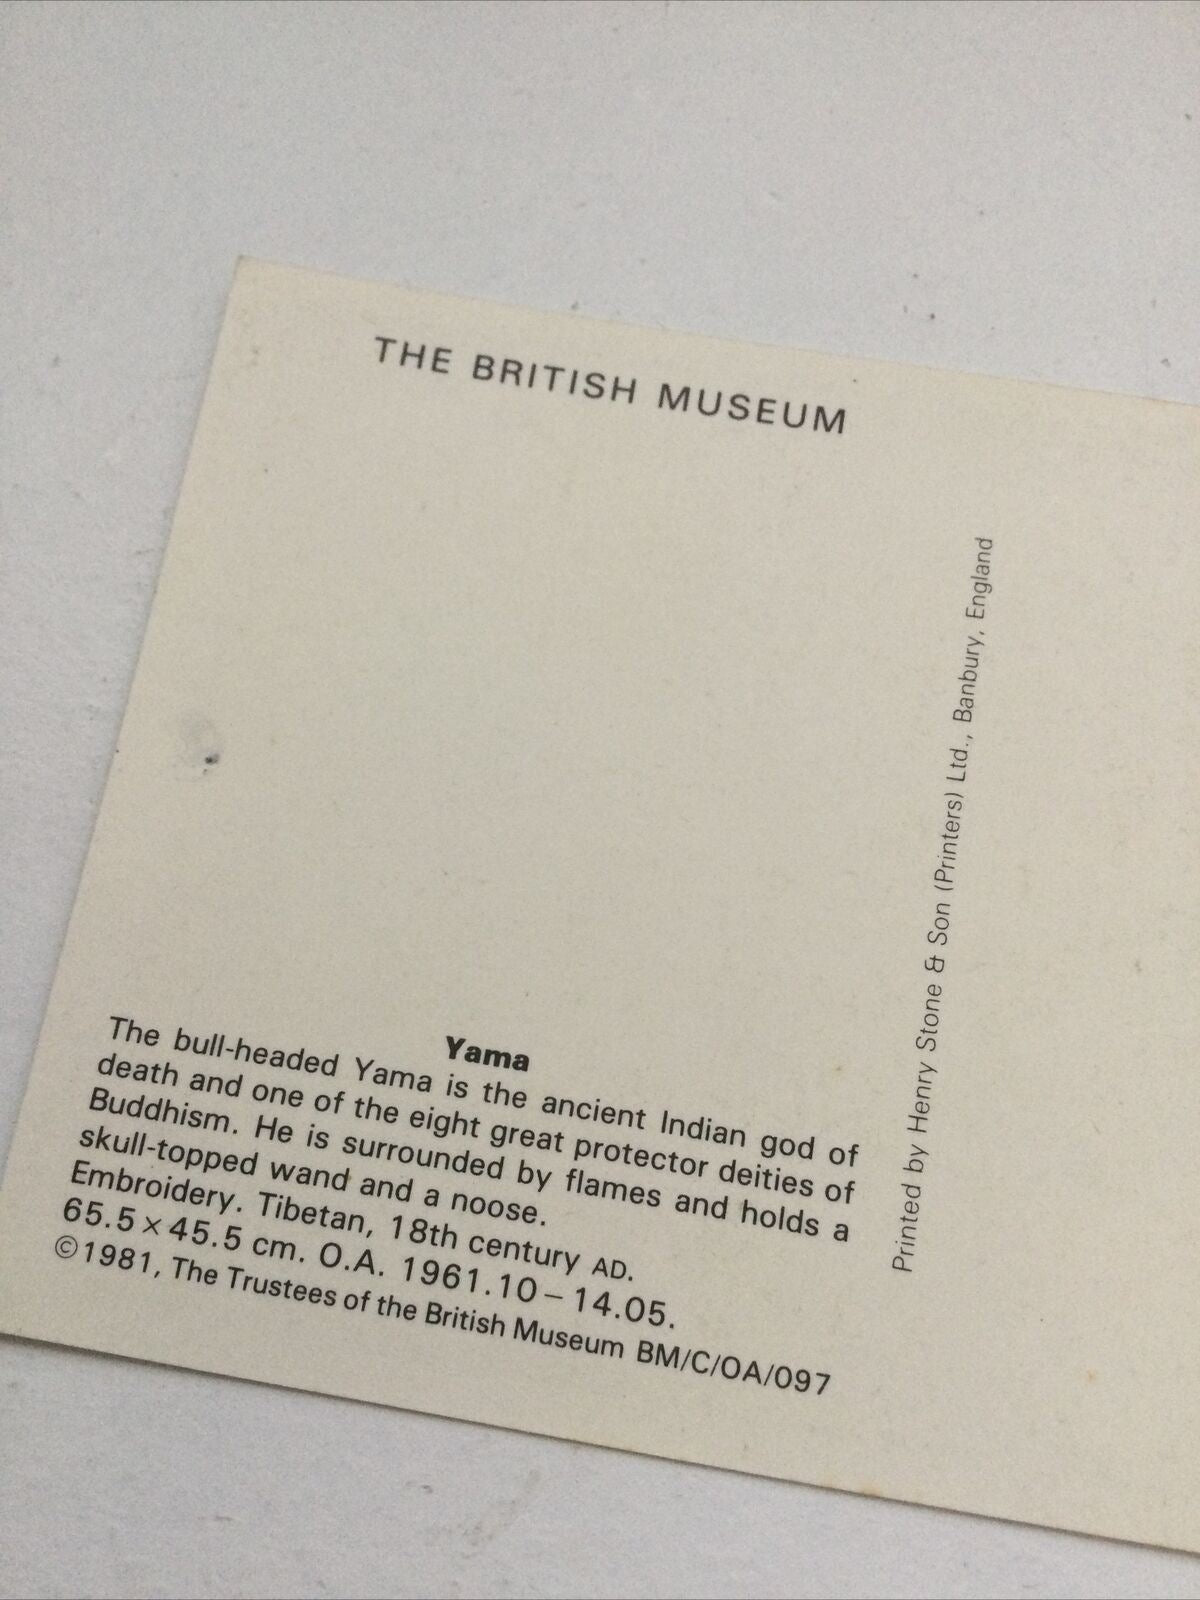 THE BRITISH MUSEUM
Yama
The bull-headed Yama is the ancient Indian god of
death and one of the eight great protector deities of
Buddhism. He is surrounded by flames and holds a
skull-topped wand and a noose.
Embroidery. Tibetan, 18th century AD.
65.5 × 45.5 cm. O.A. 1961.10 – 14.05.
©1981, The Trustees of the British Museum BM/C/OA/097
Printed by Henry Stone & Son (Printers) Ltd., Banbury, England